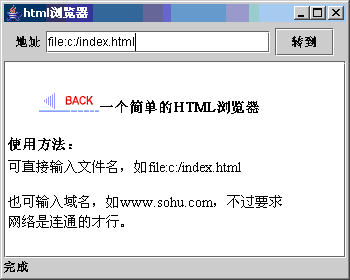 html浏览器
地址 file:c:/index.html 转到
BACK 一个简单的HTML浏览器
使用方法：
可直接输入文件名，如file:c:/index.html
也可输入域名，如www.sohu.com，不过要求
网络是连通的才行。
完成